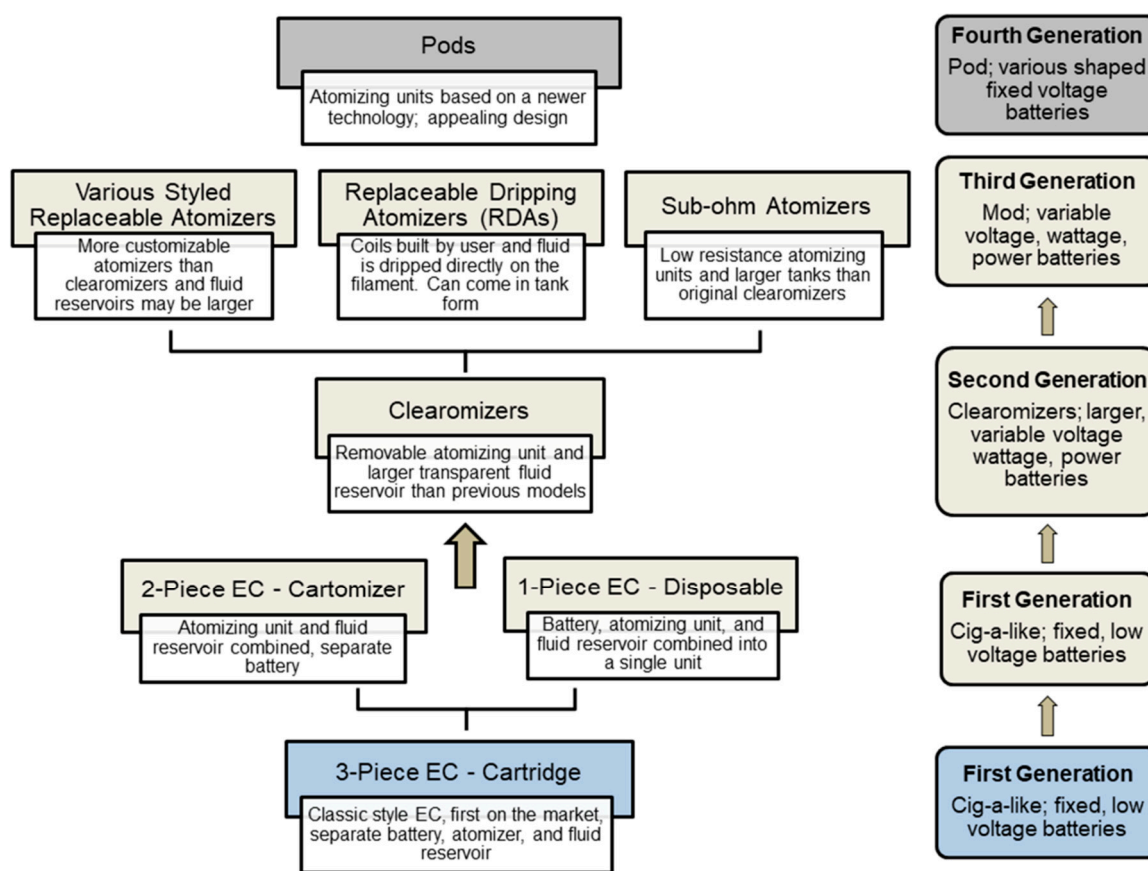 Pods
Atomizing units based on a newer
technology; appealing design
Fourth Generation
Pod; various shaped
fixed voltage
batteries
Various Styled
Replaceable Atomizers
More customizable
atomizers than
clearomizers and fluid
reservoirs may be larger
Replaceable Dripping
Atomizers (RDAs)
Coils built by user and fluid
is dripped directly on the
filament. Can come in tank
form
Sub-ohm Atomizers
Low resistance atomizing
units and larger tanks than
original clearomizers
Third Generation
Mod; variable
voltage, wattage,
power batteries
Clearomizers
Removable atomizing unit and
larger transparent fluid
reservoir than previous models
Second Generation
Clearomizers; larger,
variable voltage
wattage, power
batteries
2-Piece EC - Cartomizer
Atomizing unit and fluid
reservoir combined, separate
battery
1-Piece EC - Disposable
Battery, atomizing unit, and
fluid reservoir combined into
a single unit
First Generation
Cig-a-like; fixed, low
voltage batteries
3-Piece EC - Cartridge
Classic style EC, first on the market,
separate battery, atomizer, and fluid
reservoir
First Generation
Cig-a-like; fixed, low
voltage batteries